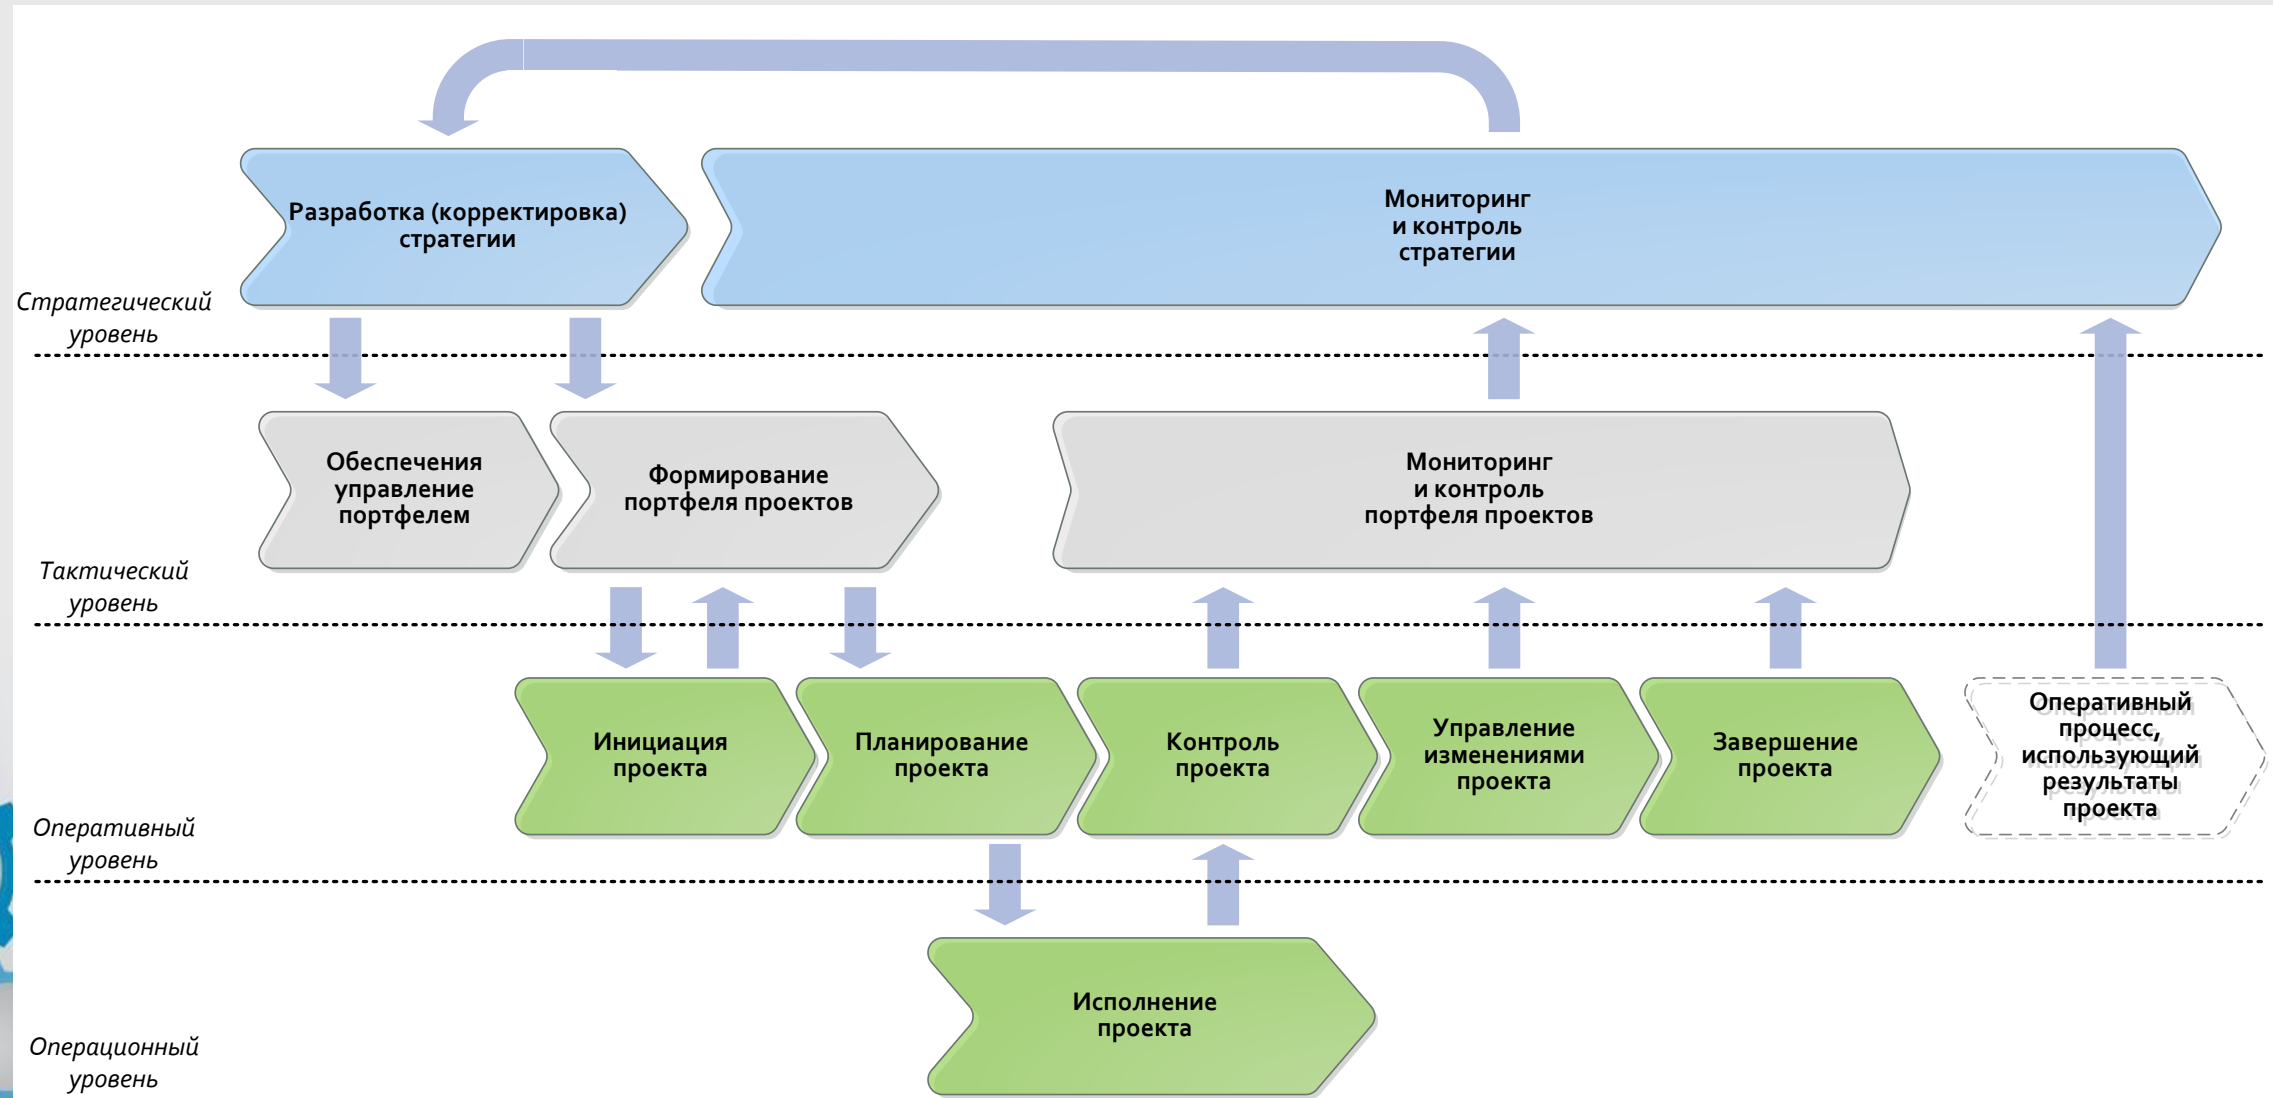 Разработка (корректировка)
стратегии
Мониторинг
и контроль
стратегии
Стратегический
уровень
Обеспечения
управление
портфелем
Формирование
портфеля проектов
Мониторинг
и контроль
портфеля проектов
Тактический
уровень
Инициация
проекта
Планирование
проекта
Контроль
проекта
Управление
изменениями
проекта
Завершение
проекта
Оперативный
процесс,
использующий
результаты
проекта
Оперативный
уровень
Исполнение
проекта
Операционный
уровень